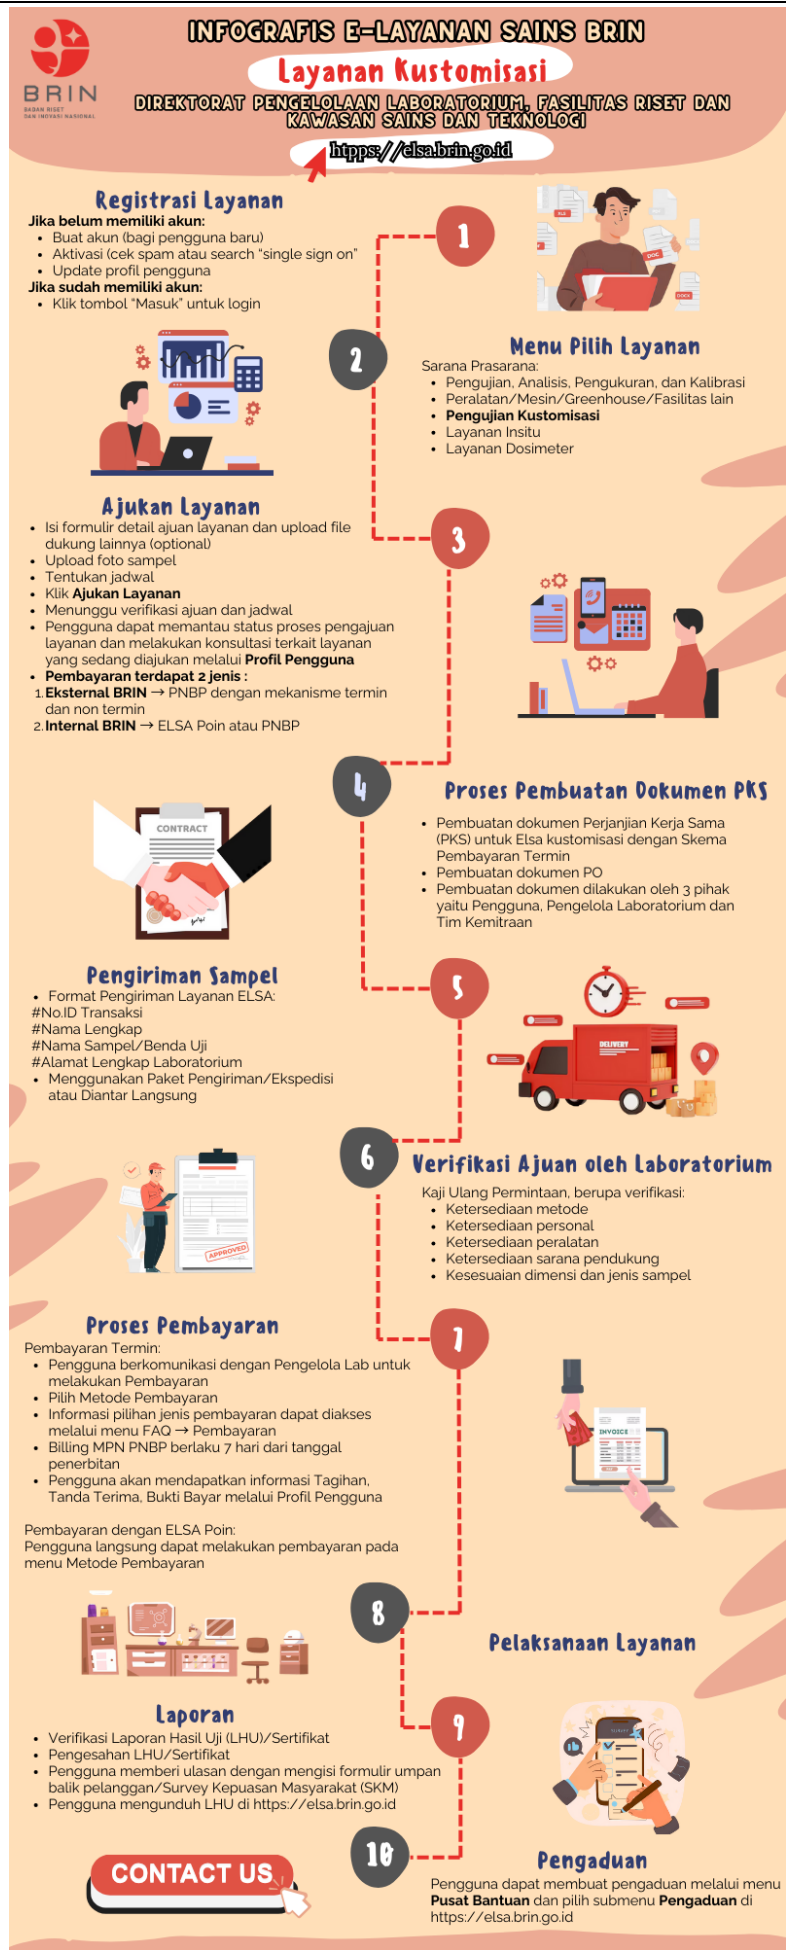 INFOGRAFIS E-LAYANAN SAINS BRIN
Layanan Kustomisasi
DIREKTORAT PENGELOLAAN LABORATORIUM, FASILITAS RISET DAN
KAWASAN SAINS DAN TEKNOLOGI
htpps://elsa.brin.go.id
BRIN
BADAN RISET
DAN INOVASI NASIONAL
Registrasi Layanan
Jika belum memiliki akun:
• Buat akun (bagi pengguna baru)
• Aktivasi (cek spam atau search “single sign on”
• Update profil pengguna
Jika sudah memiliki akun:
• Klik tombol “Masuk” untuk login
1
XLS
DOC
DOCX
2
Menu Pilih Layanan
Sarana Prasarana:
• Pengujian, Analisis, Pengukuran, dan Kalibrasi
• Peralatan/Mesin/Greenhouse/Fasilitas lain
• Pengujian Kustomisasi
• Layanan Insitu
• Layanan Dosimeter
Ajukan Layanan
• Isi formulir detail ajuan layanan dan upload file
dukung lainnya (optional)
• Upload foto sampel
• Tentukan jadwal
• Klik Ajukan Layanan
• Menunggu verifikasi ajuan dan jadwal
• Pengguna dapat memantau status proses pengajuan
layanan dan melakukan konsultasi terkait layanan
yang sedang diajukan melalui Profil Pengguna
• Pembayaran terdapat 2 jenis :
1. Eksternal BRIN → PNBP dengan mekanisme termin
dan non termin
2. Internal BRIN → ELSA Poin atau PNBP
3
4
CONTRACT
Proses Pembuatan Dokumen PKS
• Pembuatan dokumen Perjanjian Kerja Sama
(PKS) untuk Elsa kustomisasi dengan Skema
Pembayaran Termin
• Pembuatan dokumen PO
• Pembuatan dokumen dilakukan oleh 3 pihak
yaitu Pengguna, Pengelola Laboratorium dan
Tim Kemitraan
Pengiriman Sampel
• Format Pengiriman Layanan ELSA:
#No.ID Transaksi
#Nama Lengkap
#Nama Sampel/Benda Uji
#Alamat Lengkap Laboratorium
• Menggunakan Paket Pengiriman/Ekspedisi
atau Diantar Langsung
5
DELIVERY
6
APPROVED
Verifikasi Ajuan oleh Laboratorium
Kaji Ulang Permintaan, berupa verifikasi:
• Ketersediaan metode
• Ketersediaan personal
• Ketersediaan peralatan
• Ketersediaan sarana pendukung
• Kesesuaian dimensi dan jenis sampel
Proses Pembayaran
Pembayaran Termin:
• Pengguna berkomunikasi dengan Pengelola Lab untuk
melakukan Pembayaran
• Pilih Metode Pembayaran
• Informasi pilihan jenis pembayaran dapat diakses
melalui menu FAQ → Pembayaran
• Billing MPN PNBP berlaku 7 hari dari tanggal
penerbitan
• Pengguna akan mendapatkan informasi Tagihan,
Tanda Terima, Bukti Bayar melalui Profil Pengguna
Pembayaran dengan ELSA Poin:
Pengguna langsung dapat melakukan pembayaran pada
menu Metode Pembayaran
7
INVOICE
8
Pelaksanaan Layanan
Laporan
• Verifikasi Laporan Hasil Uji (LHU)/Sertifikat
• Pengesahan LHU/Sertifikat
• Pengguna memberi ulasan dengan mengisi formulir umpan
balik pelanggan/Survey Kepuasan Masyarakat (SKM)
• Pengguna mengunduh LHU di https://elsa.brin.go.id
9
10
CONTACT US
Pengaduan
Pengguna dapat membuat pengaduan melalui menu
Pusat Bantuan dan pilih submenu Pengaduan di
https://elsa.brin.go.id